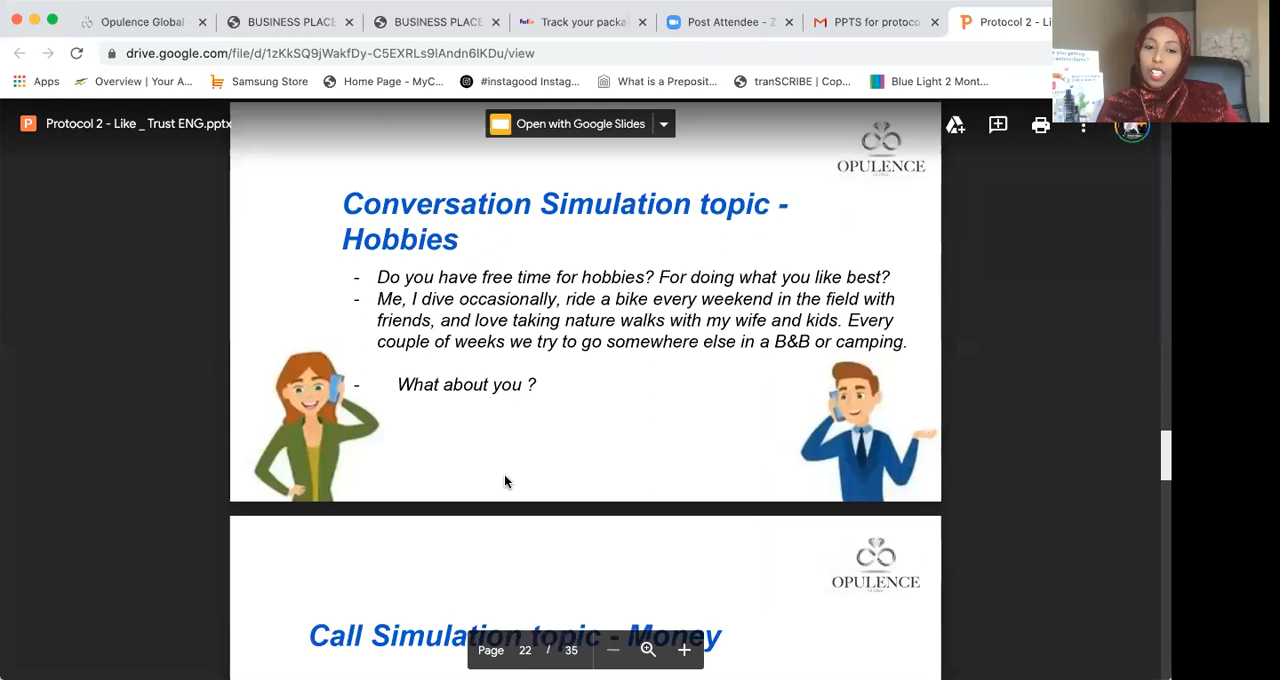 Opulence Global
BUSINESS PLACE
BUSINESS PLACE
FedEx Track your packa
Post Attendee - Z
PPTS for protoco
Protocol 2 - Li
drive.google.com/file/d/1zKkSQ9jWakfDy-C5EXRLs9lAndn6lKDu/view
Apps
Overview | Your A...
Samsung Store
Home Page - MyC...
#instagood Instag...
What is a Preposit...
tranSCRIBE | Cop...
Blue Light 2 Mont...
P Protocol 2 - Like _ Trust ENG.pptx
Open with Google Slides
OPULENCE
Conversation Simulation topic -
Hobbies
- Do you have free time for hobbies? For doing what you like best?
- Me, I dive occasionally, ride a bike every weekend in the field with
friends, and love taking nature walks with my wife and kids. Every
couple of weeks we try to go somewhere else in a B&B or camping.
- What about you ?
OPULENCE
Call Simulation topic - Money
Page 22 / 35